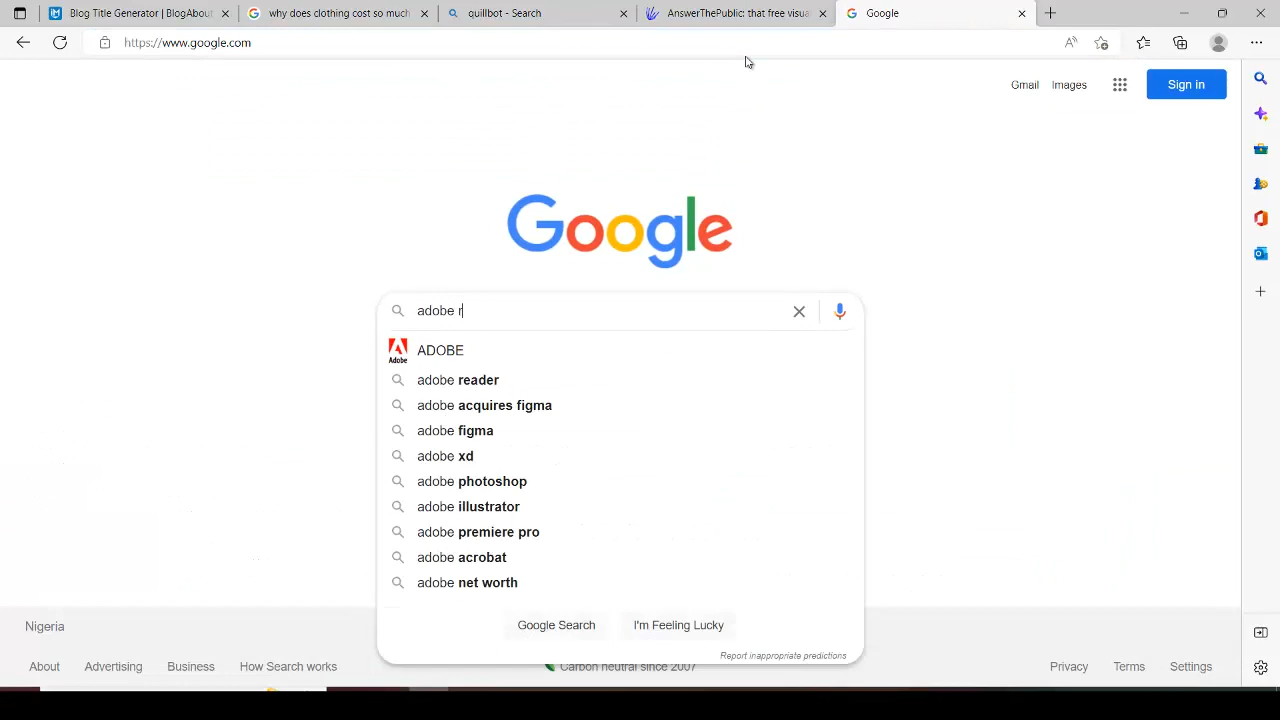 Blog Title Generator | BlogAbout
why does clothing cost so much
quillbot - Search
AnswerThePublic: that free visua
Google
https://www.google.com
Gmail
Images
Sign in
Google
adobe r
Adobe
ADOBE
adobe reader
adobe acquires figma
adobe figma
adobe xd
adobe photoshop
adobe illustrator
adobe premiere pro
adobe acrobat
adobe net worth
Google Search
I'm Feeling Lucky
Nigeria
Report inappropriate predictions
About
Advertising
Business
How Search works
Carbon neutral since 2007
Privacy
Terms
Settings